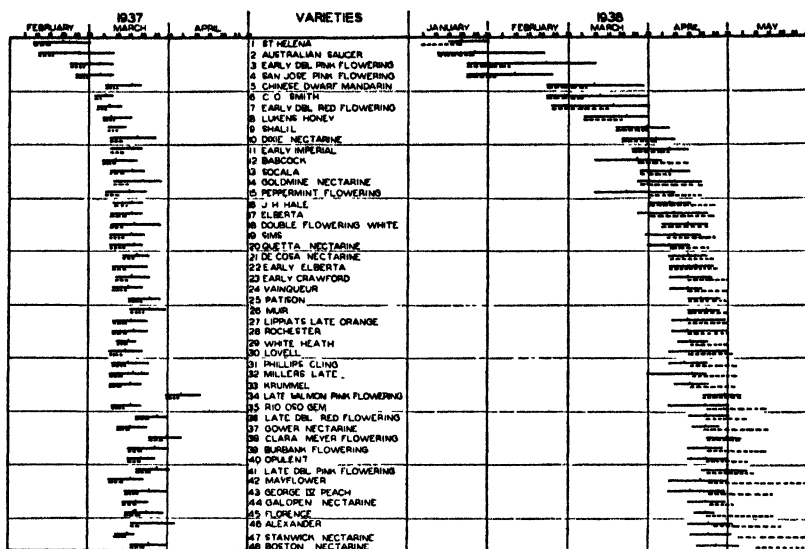 1937 VARIETIES 1938
FEBRUARY MARCH APRIL JANUARY FEBRUARY MARCH APRIL MAY
1 ST HELENA
2 AUSTRALIAN SAUCER
3 EARLY DBL PINK FLOWERING
4 SAN JOSE PINK FLOWERING
5 CHINESE DWARF MANDARIN
6 C O SMITH
7 EARLY DBL RED FLOWERING
8 LUKENS HONEY
9 SHALIL
10 DIXIE NECTARINE
11 EARLY IMPERIAL
12 BABCOCK
13 SOCALA
14 GOLDMINE NECTARINE
15 PEPPERMINT FLOWERING
16 J H HALE
17 ELBERTA
18 DOUBLE FLOWERING WHITE
19 SIMS
20 QUETTA NECTARINE
21 DE COSA NECTARINE
22 EARLY ELBERTA
23 EARLY CRAWFORD
24 VAINQUEUR
25 PATISON
26 MUIR
27 LIPPIATS LATE ORANGE
28 ROCHESTER
29 WHITE HEATH
30 LOVELL
31 PHILLIPS CLING
32 MILLERS LATE
33 KRUMMEL
34 LATE SALMON PINK FLOWERING
35 RIO OSO GEM
36 LATE DBL RED FLOWERING
37 GOWER NECTARINE
38 CLARA MEYER FLOWERING
39 BURBANK FLOWERING
40 OPULENT
41 LATE DBL PINK FLOWERING
42 MAYFLOWER
43 GEORGE IV PEACH
44 GALOPEN NECTARINE
45 FLORENCE
46 ALEXANDER
47 STANWICK NECTARINE
48 BOSTON NECTARINE